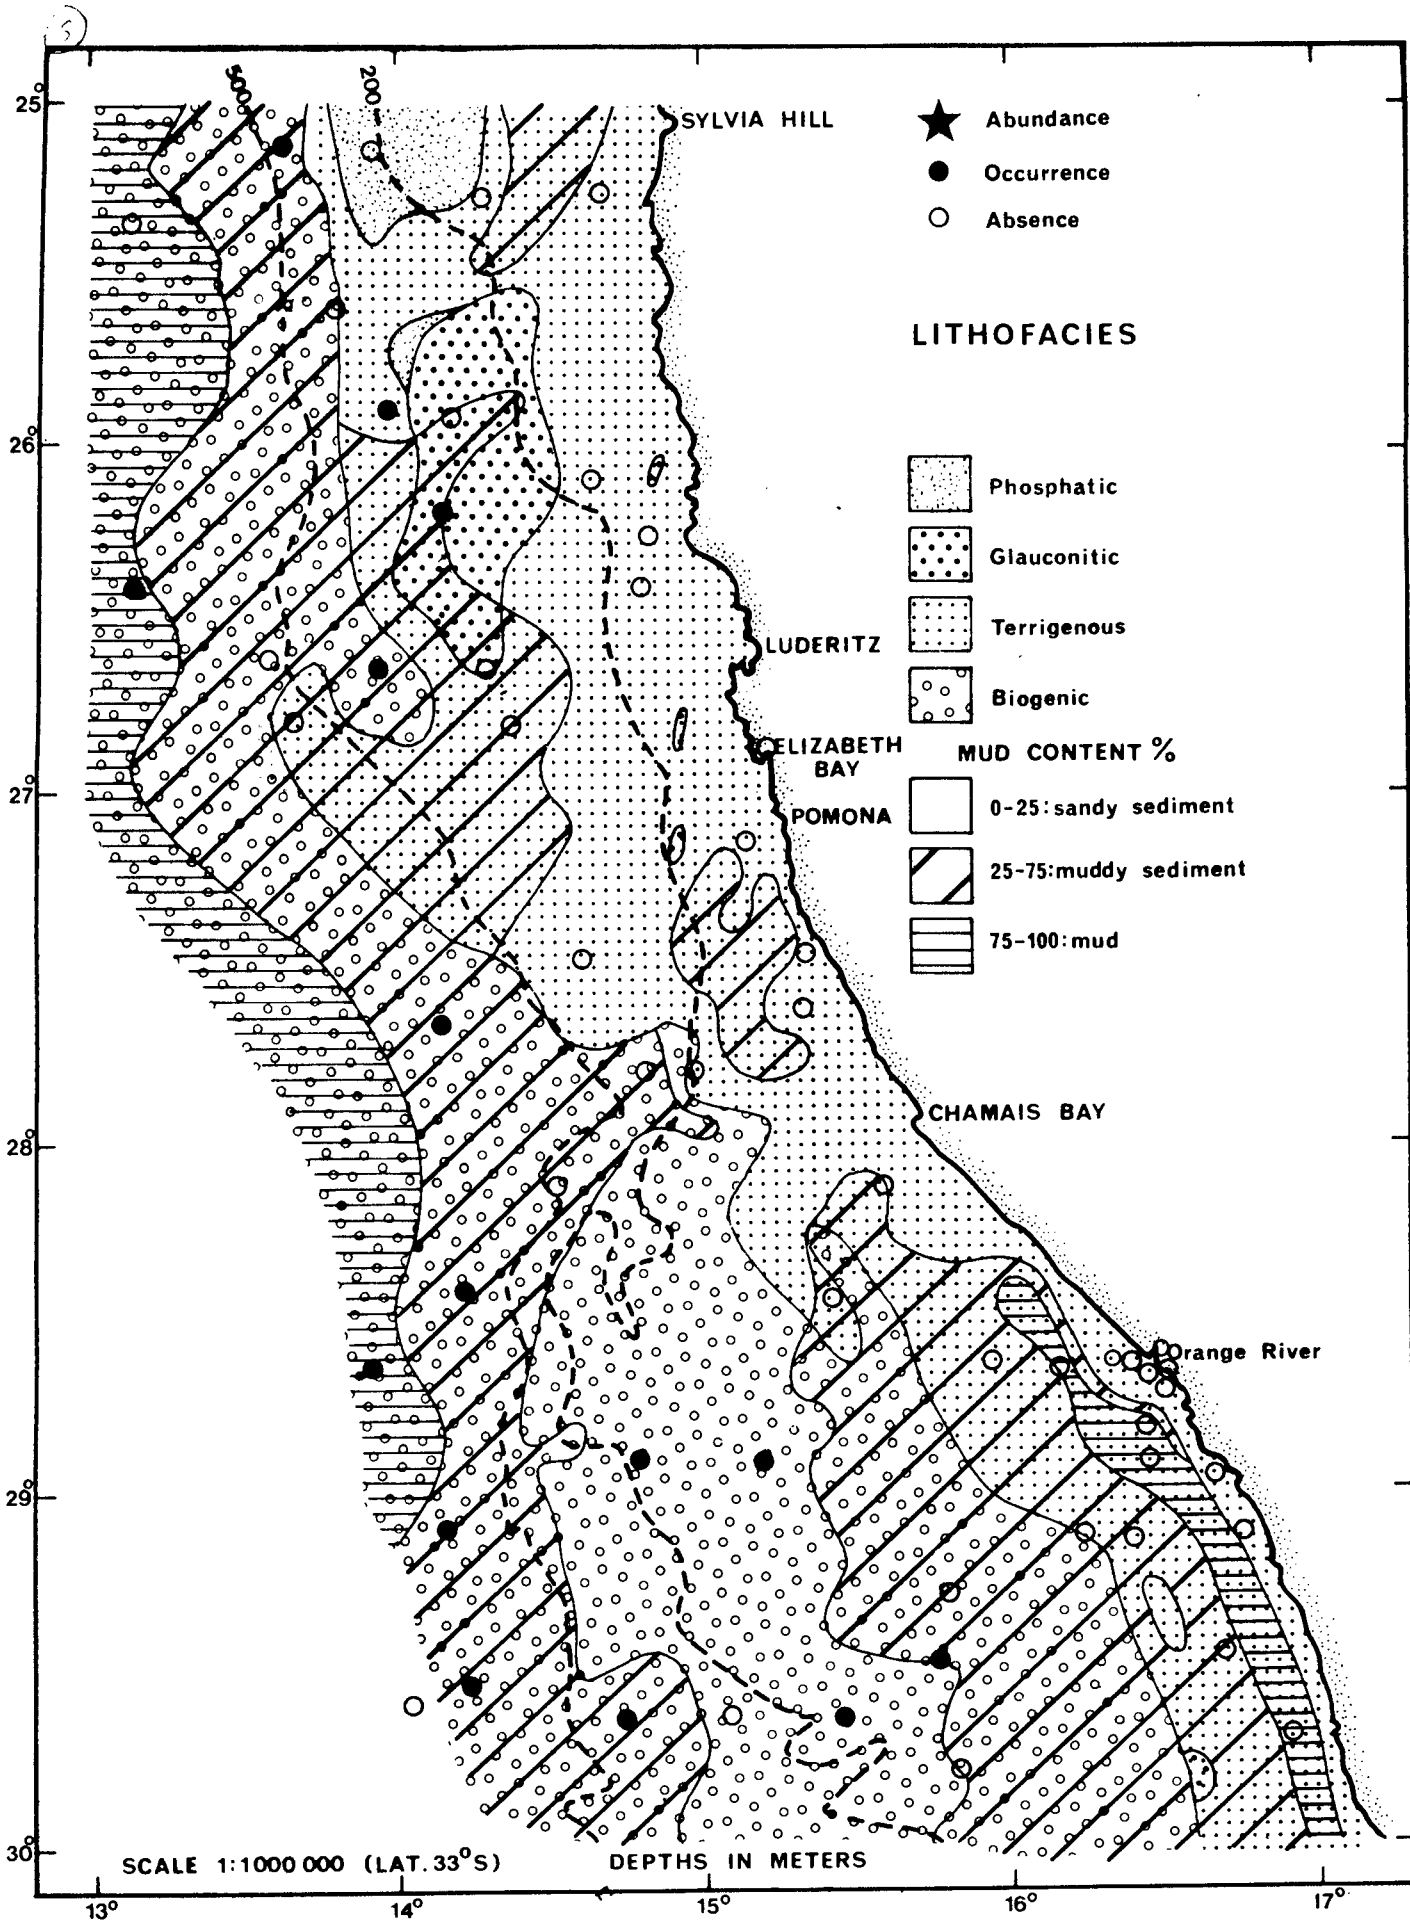 500
200
25°
SYLVIA HILL
Abundance
Occurrence
Absence
LITHOFACIES
26°
Phosphatic
Glauconitic
Terrigenous
LUDERITZ
Biogenic
ELIZABETH
BAY
MUD CONTENT %
27°
0-25: sandy sediment
POMONA
25-75: muddy sediment
75-100: mud
CHAMAIS BAY
28°
Orange River
29°
30°
SCALE 1:1000 000 (LAT. 33°S)
DEPTHS IN METERS
13°
14°
15°
16°
17°